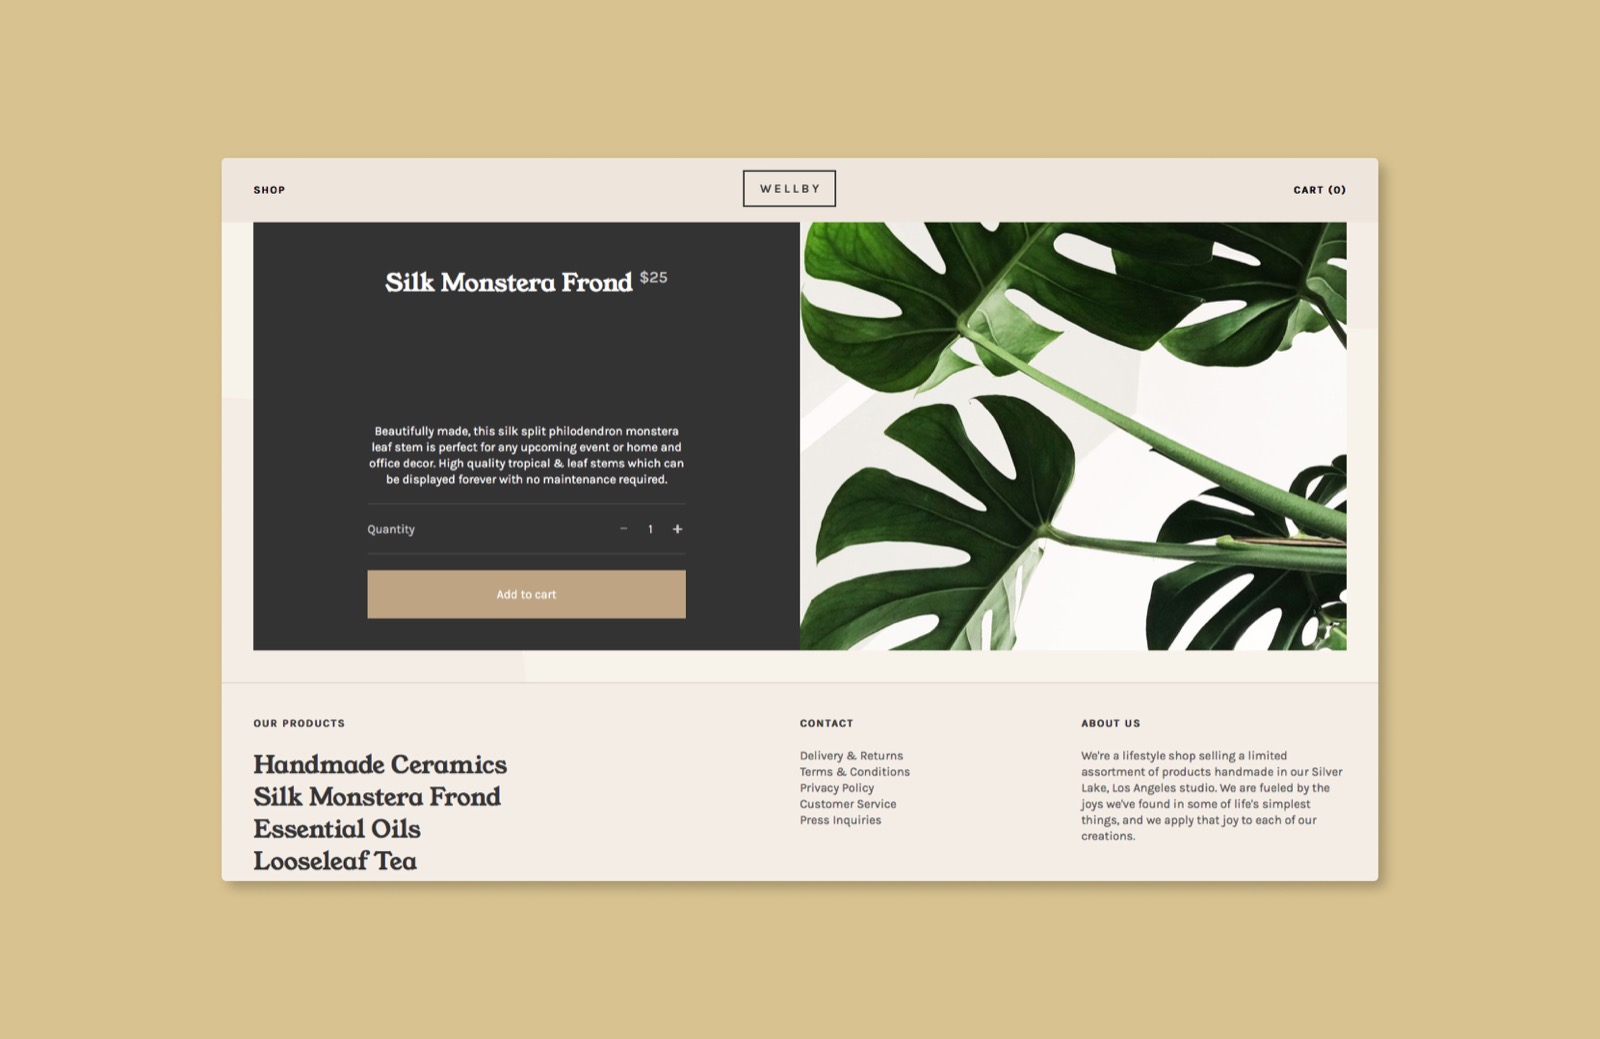 SHOP
WELLBY
CART (0)
Silk Monstera Frond $25
Beautifully made, this silk split philodendron monstera
leaf stem is perfect for any upcoming event or home and
office decor. High quality tropical & leaf stems which can
be displayed forever with no maintenance required.
Quantity − 1 +
Add to cart
OUR PRODUCTS
Handmade Ceramics
Silk Monstera Frond
Essential Oils
Looseleaf Tea
CONTACT
Delivery & Returns
Terms & Conditions
Privacy Policy
Customer Service
Press Inquiries
ABOUT US
We're a lifestyle shop selling a limited
assortment of products handmade in our Silver
Lake, Los Angeles studio. We are fueled by the
joys we've found in some of life's simplest
things, and we apply that joy to each of our
creations.